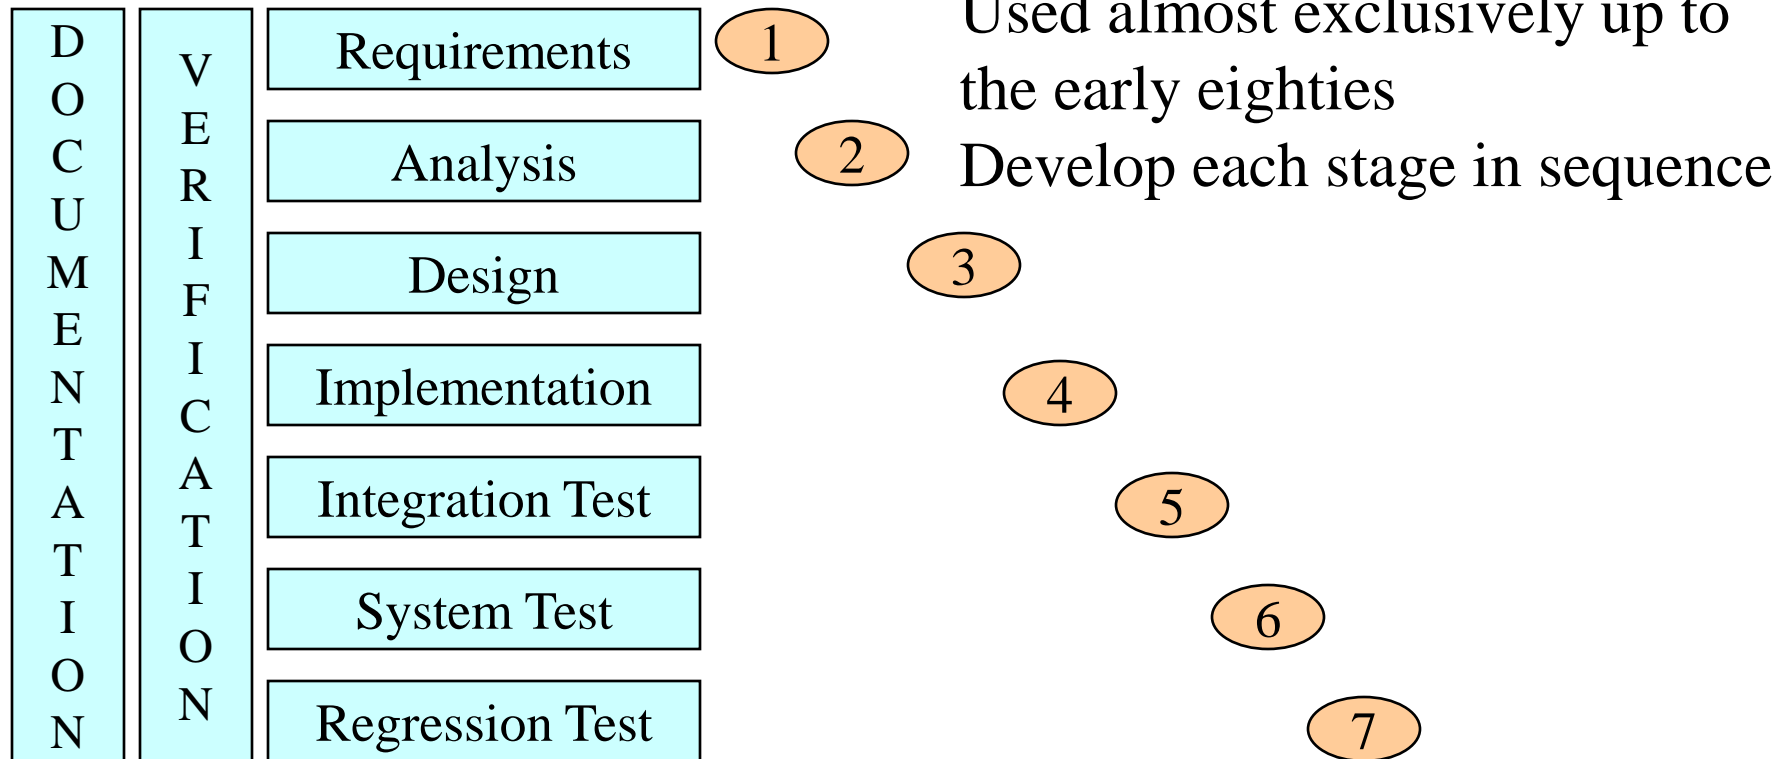 DOCUMENTATION
VERIFICATION
Requirements
1
Used almost exclusively up to
the early eighties
Develop each stage in sequence
Analysis
2
Design
3
Implementation
4
Integration Test
5
System Test
6
Regression Test
7